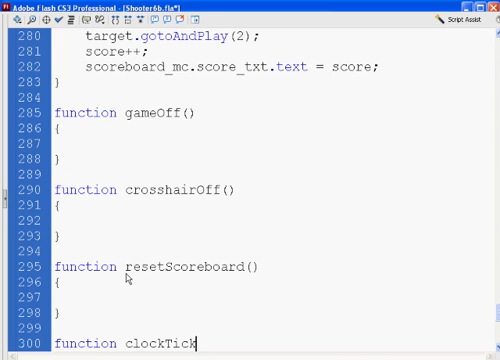 Adobe Flash CS3 Professional - [Shooter6b.fla*]
Script Assist
280 target.gotoAndPlay(2);
281 score++;
282 scoreboard_mc.score_txt.text = score;
283 }
284
285 function gameOff()
286 {
287
288 }
289
290 function crosshairOff()
291 {
292
293 }
294
295 function resetScoreboard()
296 {
297
298 }
299
300 function clockTick